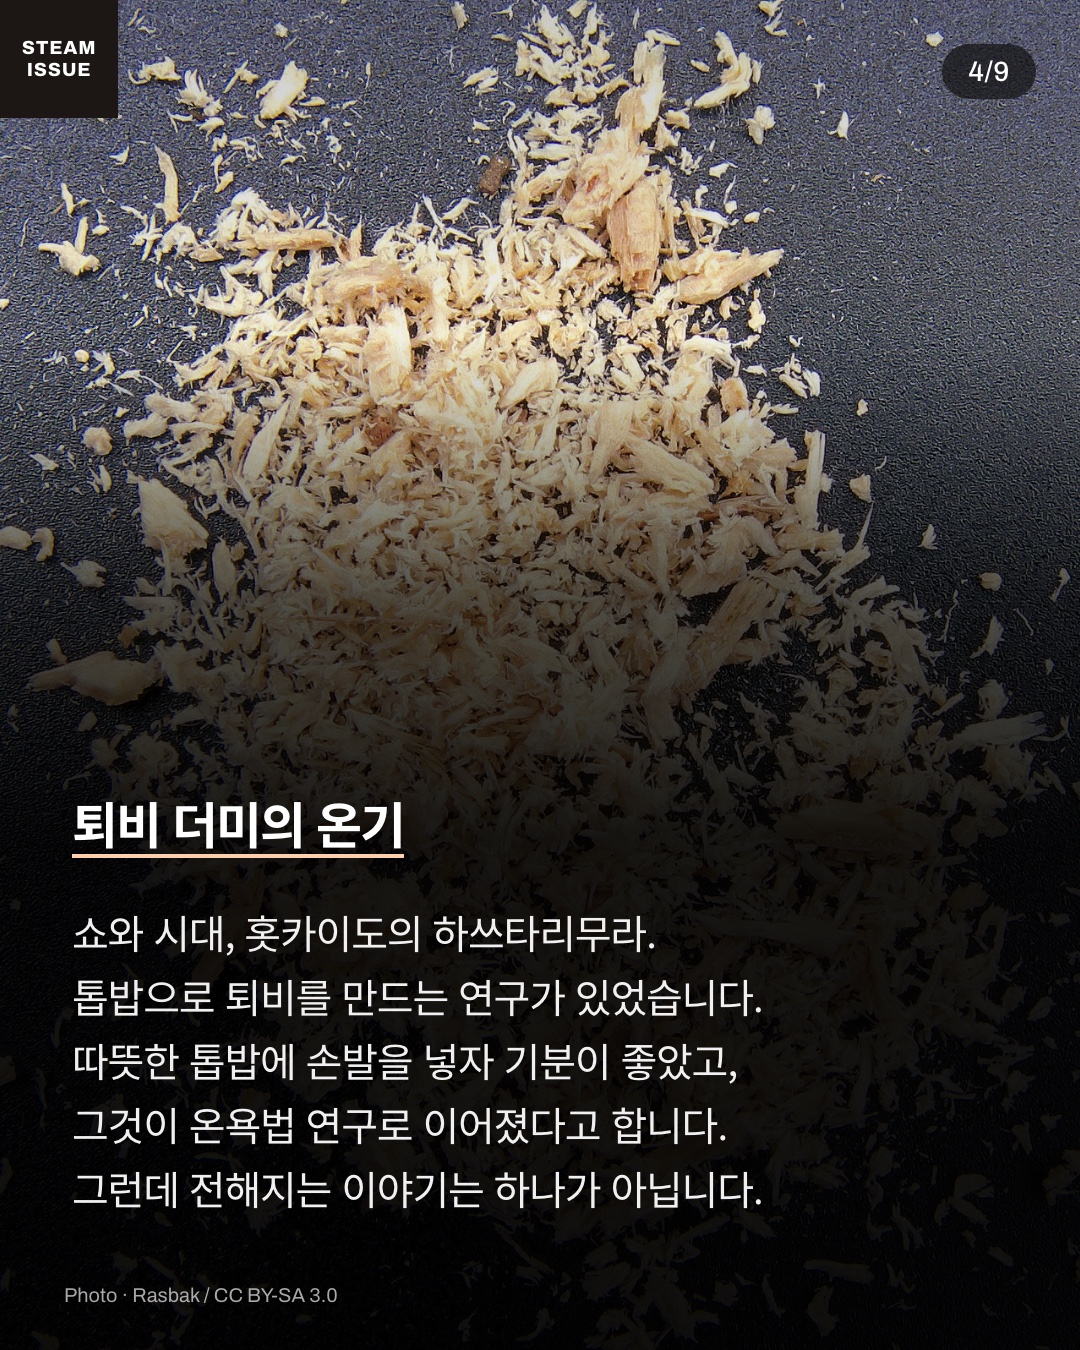 STEAM
ISSUE
4/9
퇴비 더미의 온기
쇼와 시대, 홋카이도의 하쓰타리무라.
톱밥으로 퇴비를 만드는 연구가 있었습니다.
따뜻한 톱밥에 손발을 넣자 기분이 좋았고,
그것이 온욕법 연구로 이어졌다고 합니다.
그런데 전해지는 이야기는 하나가 아닙니다.
Photo · Rasbak / CC BY-SA 3.0